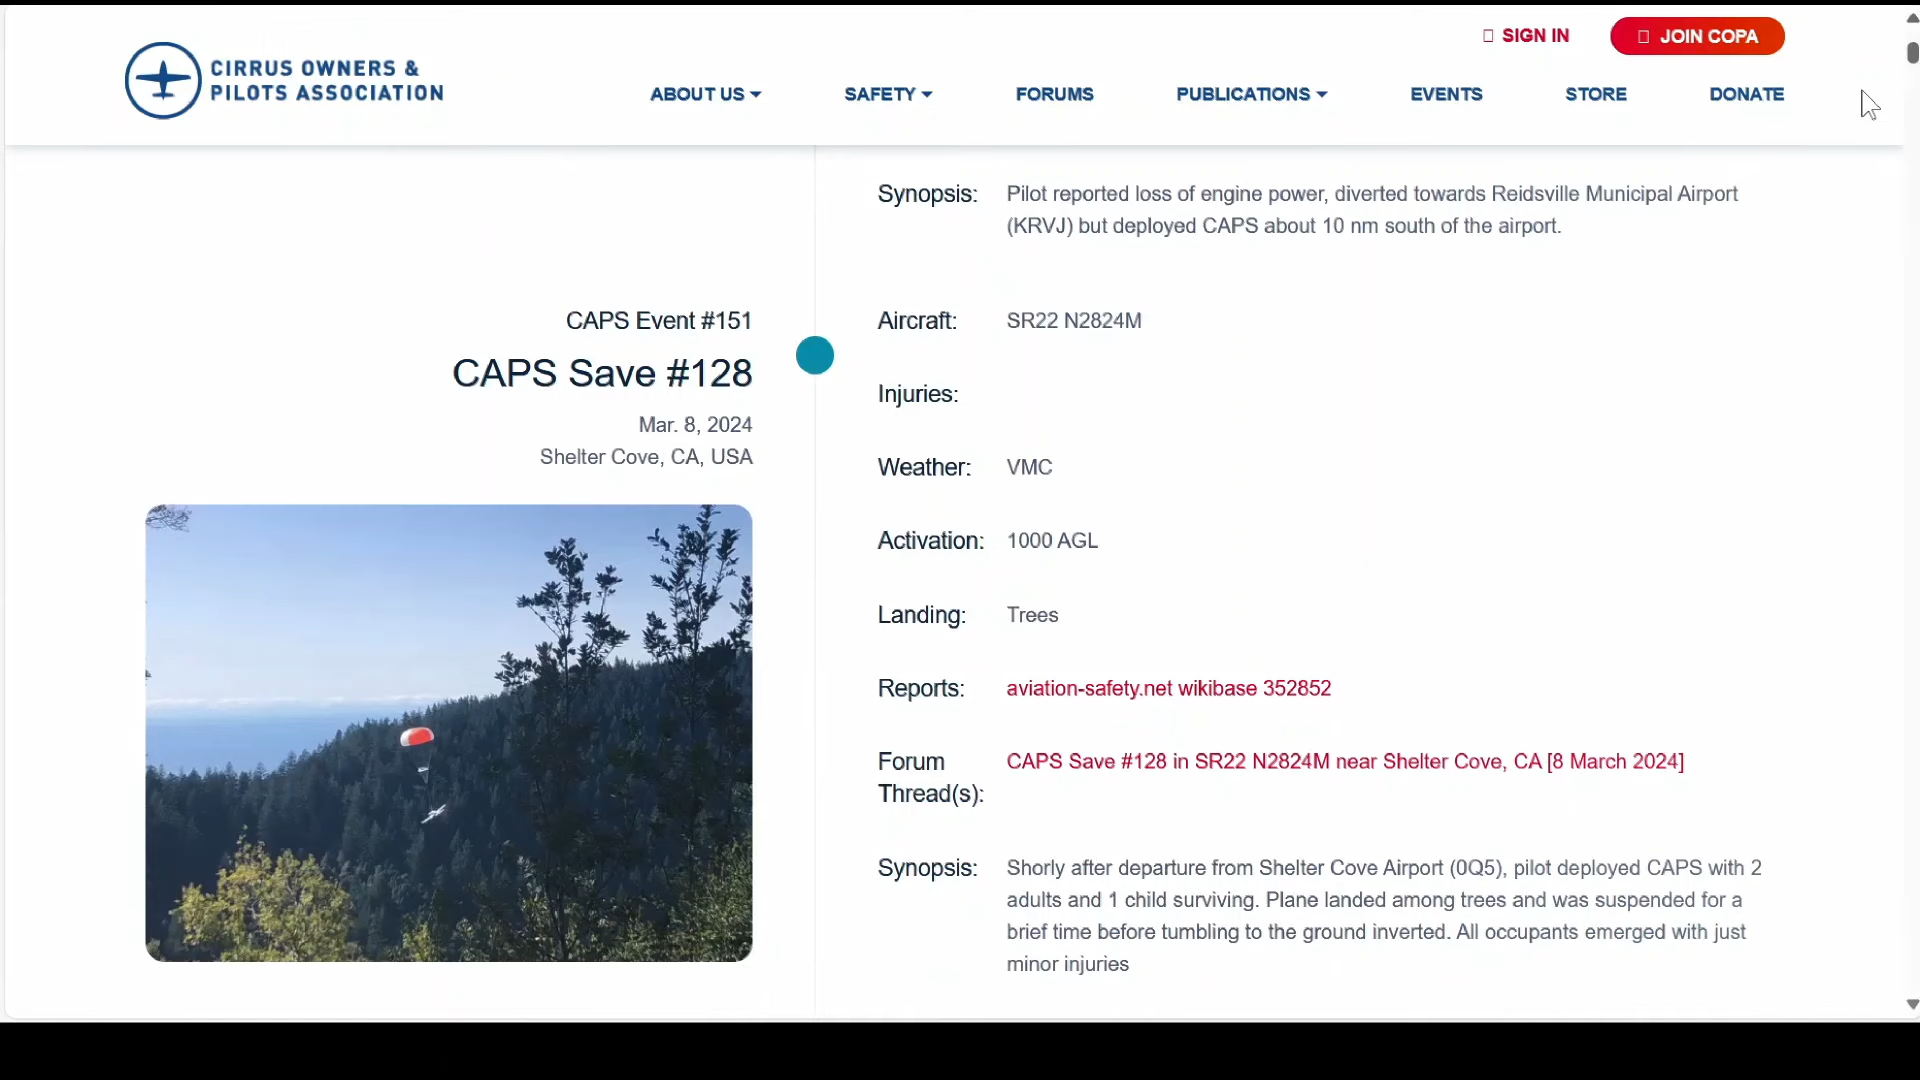 SIGN IN
JOIN COPA
CIRRUS OWNERS &
PILOTS ASSOCIATION
ABOUT US
SAFETY
FORUMS
PUBLICATIONS
EVENTS
STORE
DONATE
Synopsis: Pilot reported loss of engine power, diverted towards Reidsville Municipal Airport
(KRVJ) but deployed CAPS about 10 nm south of the airport.
CAPS Event #151
CAPS Save #128
Mar. 8, 2024
Shelter Cove, CA, USA
Aircraft: SR22 N2824M
Injuries:
Weather: VMC
Activation: 1000 AGL
Landing: Trees
Reports: aviation-safety.net wikibase 352852
Forum
Thread(s):
CAPS Save #128 in SR22 N2824M near Shelter Cove, CA [8 March 2024]
Synopsis: Shorly after departure from Shelter Cove Airport (0Q5), pilot deployed CAPS with 2
adults and 1 child surviving. Plane landed among trees and was suspended for a
brief time before tumbling to the ground inverted. All occupants emerged with just
minor injuries